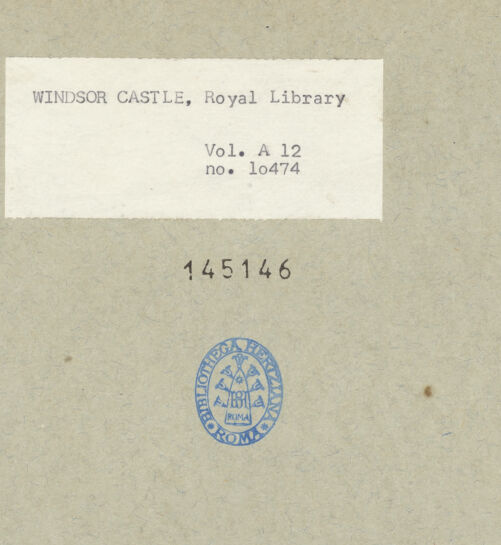 WINDSOR CASTLE, Royal Library
Vol. A 12
no. 1o474
145146
BIBLIOTHECA HERTZIANA
ROMA
ROMA